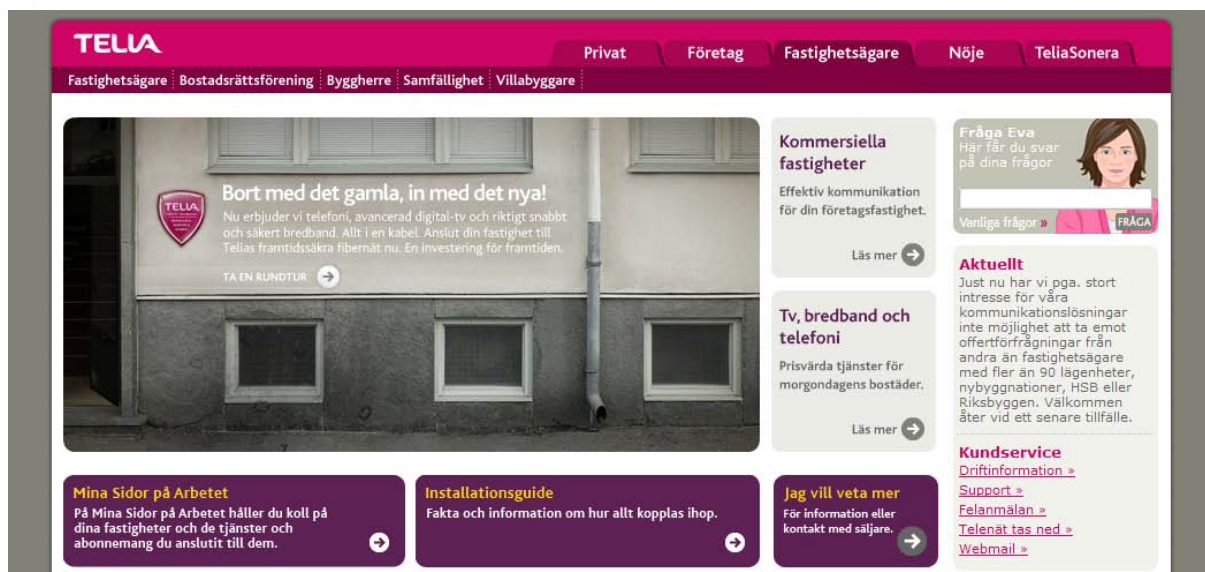 TELIA
Privat
Företag
Fastighetsägare
Nöje
TeliaSonera
Fastighetsägare
Bostadsrättsförening
Byggherre
Samfällighet
Villabyggare
TELIA
Bort med det gamla, in med det nya!
Nu erbjuder vi telefoni, avancerad digital-tv och riktigt snabbt
och säkert bredband. Allt i en kabel. Anslut din fastighet till
Telias framtidssäkra fibernät nu. En investering för framtiden.
TA EN RUNDTUR
Kommersiella
fastigheter
Effektiv kommunikation
för din företagsfastighet.
Läs mer
Tv, bredband och
telefoni
Prisvärda tjänster för
morgondagens bostäder.
Läs mer
Fråga Eva
Här får du svar
på dina frågor
Vanliga frågor »
FRÅGA
Aktuellt
Just nu har vi pga. stort
intresse för våra
kommunikationslösningar
inte möjlighet att ta emot
offertförfrågningar från
andra än fastighetsägare
med fler än 90 lägenheter,
nybyggnationer, HSB eller
Riksbyggen. Välkommen
åter vid ett senare tillfälle.
Kundservice
Driftinformation »
Support »
Felanmälan »
Telenät tas ned »
Webmail »
Mina Sidor på Arbetet
På Mina Sidor på Arbetet håller du koll på
dina fastigheter och de tjänster och
abonnemang du anslutit till dem.
Installationsguide
Fakta och information om hur allt kopplas ihop.
Jag vill veta mer
För information eller
kontakt med säljare.